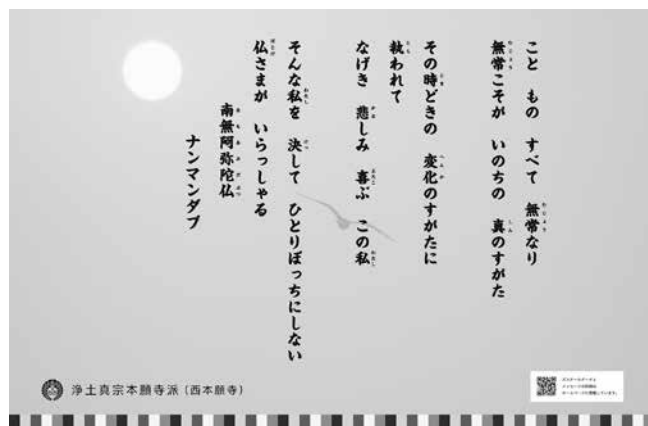 こと もの すべて 無常なり
無常こそが いのちの 真のすがた
その時どきの 変化のすがたに
執われて
なげき 悲しみ 喜ぶ この私
そんな私を 決して ひとりぼっちにしない
仏さまが いらっしゃる
南無阿弥陀仏
ナンマンダブ
浄土真宗本願寺派（西本願寺）